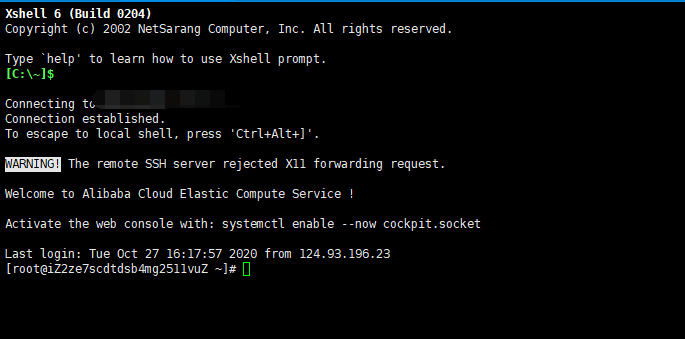 Xshell 6 (Build 0204)
Copyright (c) 2002 NetSarang Computer, Inc. All rights reserved.
Type `help' to learn how to use Xshell prompt.
[C:\~]$
Connecting to
Connection established.
To escape to local shell, press 'Ctrl+Alt+]'.
WARNING! The remote SSH server rejected X11 forwarding request.
Welcome to Alibaba Cloud Elastic Compute Service !
Activate the web console with: systemctl enable --now cockpit.socket
Last login: Tue Oct 27 16:17:57 2020 from 124.93.196.23
[root@iZ2ze7scdtdsb4mg2511vuZ ~]#